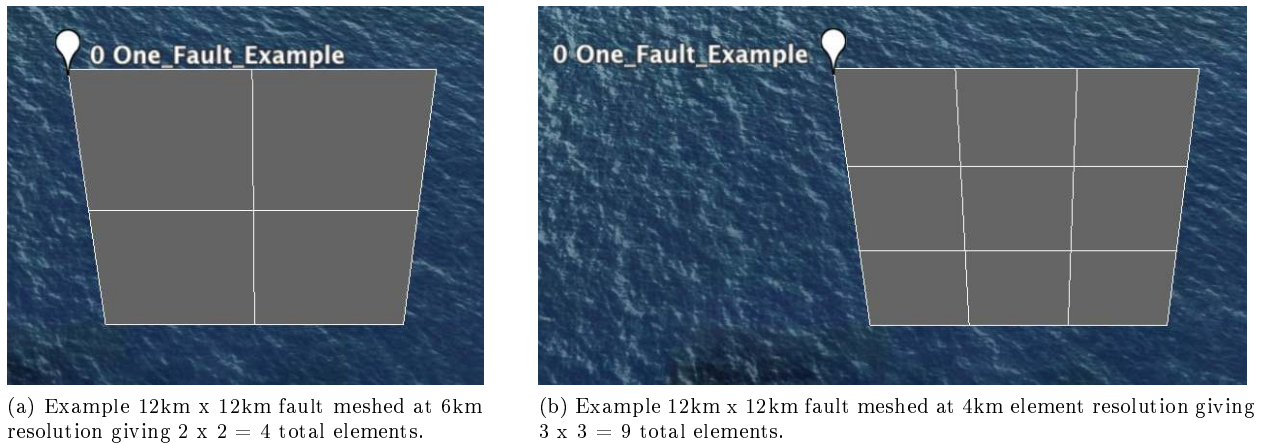 0 One_Fault_Example
0 One_Fault_Example
(a) Example 12km x 12km fault meshed at 6km
resolution giving 2 x 2 = 4 total elements.
(b) Example 12km x 12km fault meshed at 4km element resolution giving
3 x 3 = 9 total elements.